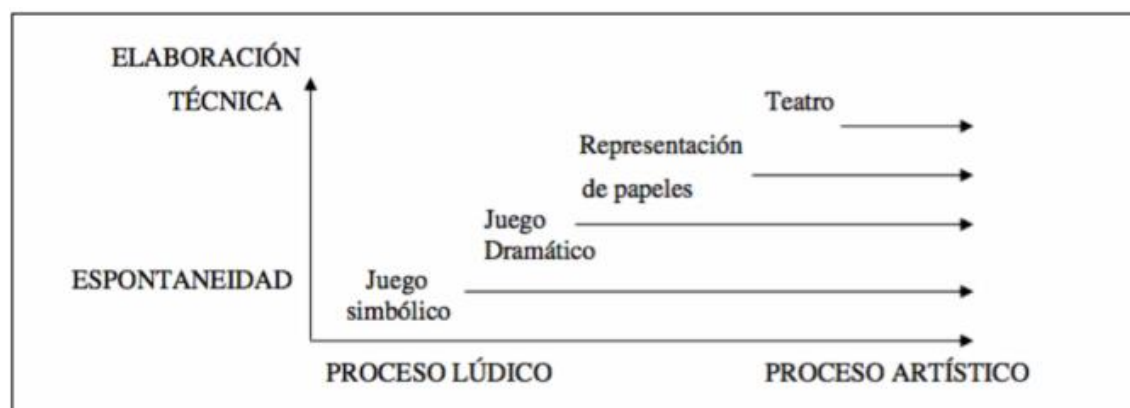 ELABORACIÓN
TÉCNICA
Teatro
Representación
de papeles
Juego
Dramático
ESPONTANEIDAD
Juego
simbólico
PROCESO LÚDICO
PROCESO ARTÍSTICO